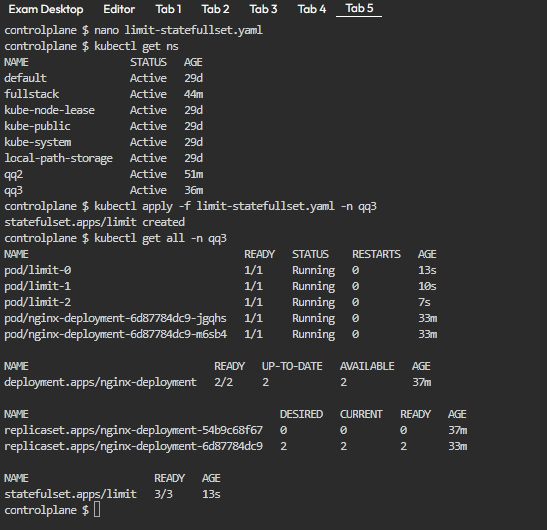 Exam Desktop Editor Tab 1 Tab 2 Tab 3 Tab 4 Tab 5
controlplane $ nano limit-statefullset.yaml
controlplane $ kubectl get ns
NAME STATUS AGE
default Active 29d
fullstack Active 44m
kube-node-lease Active 29d
kube-public Active 29d
kube-system Active 29d
local-path-storage Active 29d
qq2 Active 51m
qq3 Active 36m
controlplane $ kubectl apply -f limit-statefullset.yaml -n qq3
statefulset.apps/limit created
controlplane $ kubectl get all -n qq3
NAME READY STATUS RESTARTS AGE
pod/limit-0 1/1 Running 0 13s
pod/limit-1 1/1 Running 0 10s
pod/limit-2 1/1 Running 0 7s
pod/nginx-deployment-6d87784dc9-jgqhs 1/1 Running 0 33m
pod/nginx-deployment-6d87784dc9-m6sb4 1/1 Running 0 33m
NAME READY UP-TO-DATE AVAILABLE AGE
deployment.apps/nginx-deployment 2/2 2 2 37m
NAME DESIRED CURRENT READY AGE
replicaset.apps/nginx-deployment-54b9c68f67 0 0 0 37m
replicaset.apps/nginx-deployment-6d87784dc9 2 2 2 33m
NAME READY AGE
statefulset.apps/limit 3/3 13s
controlplane $